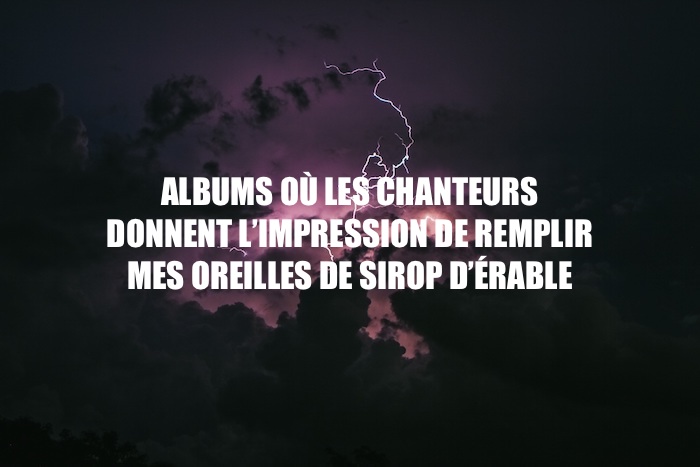 ALBUMS OÙ LES CHANTEURS
DONNENT L’IMPRESSION DE REMPLIR
MES OREILLES DE SIROP D’ÉRABLE